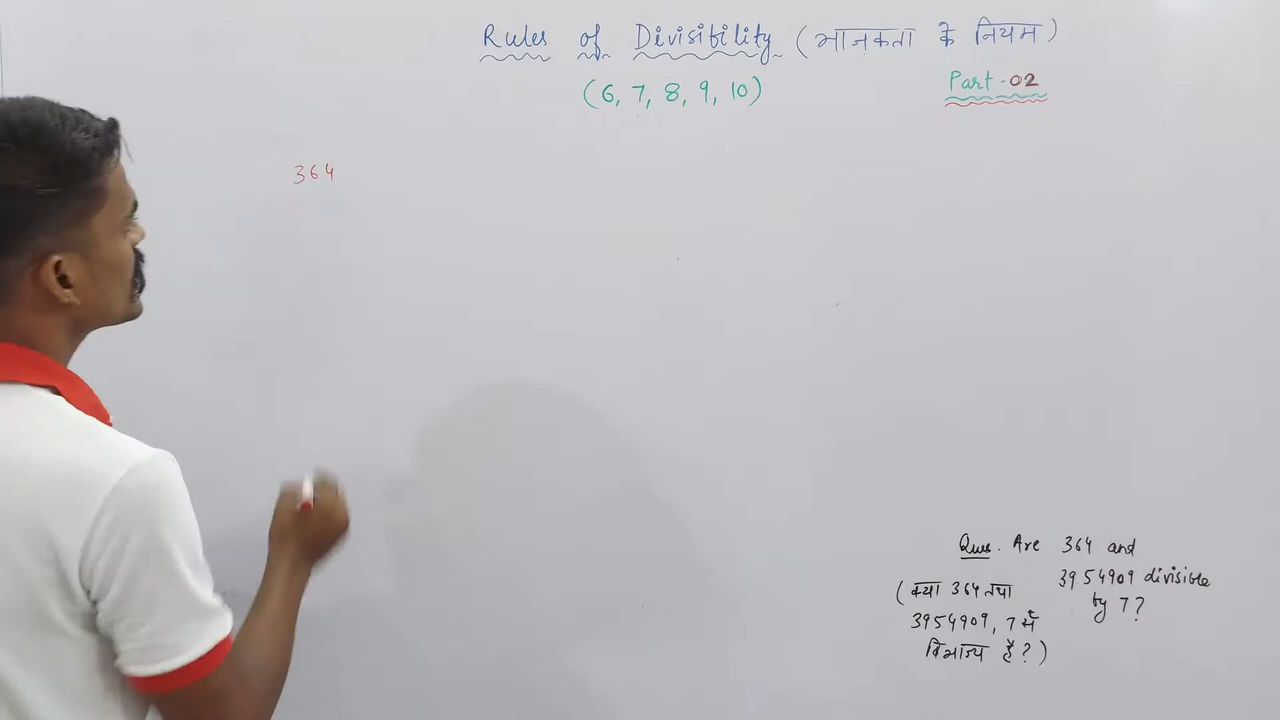 Rules of Divisibility (भाजकता के नियम)
(6, 7, 8, 9, 10)
Part-02
364
Ques. Are 364 and
3954909 divisible
by 7?
(क्या 364 तथा
3954909, 7 से
विभाज्य है?)